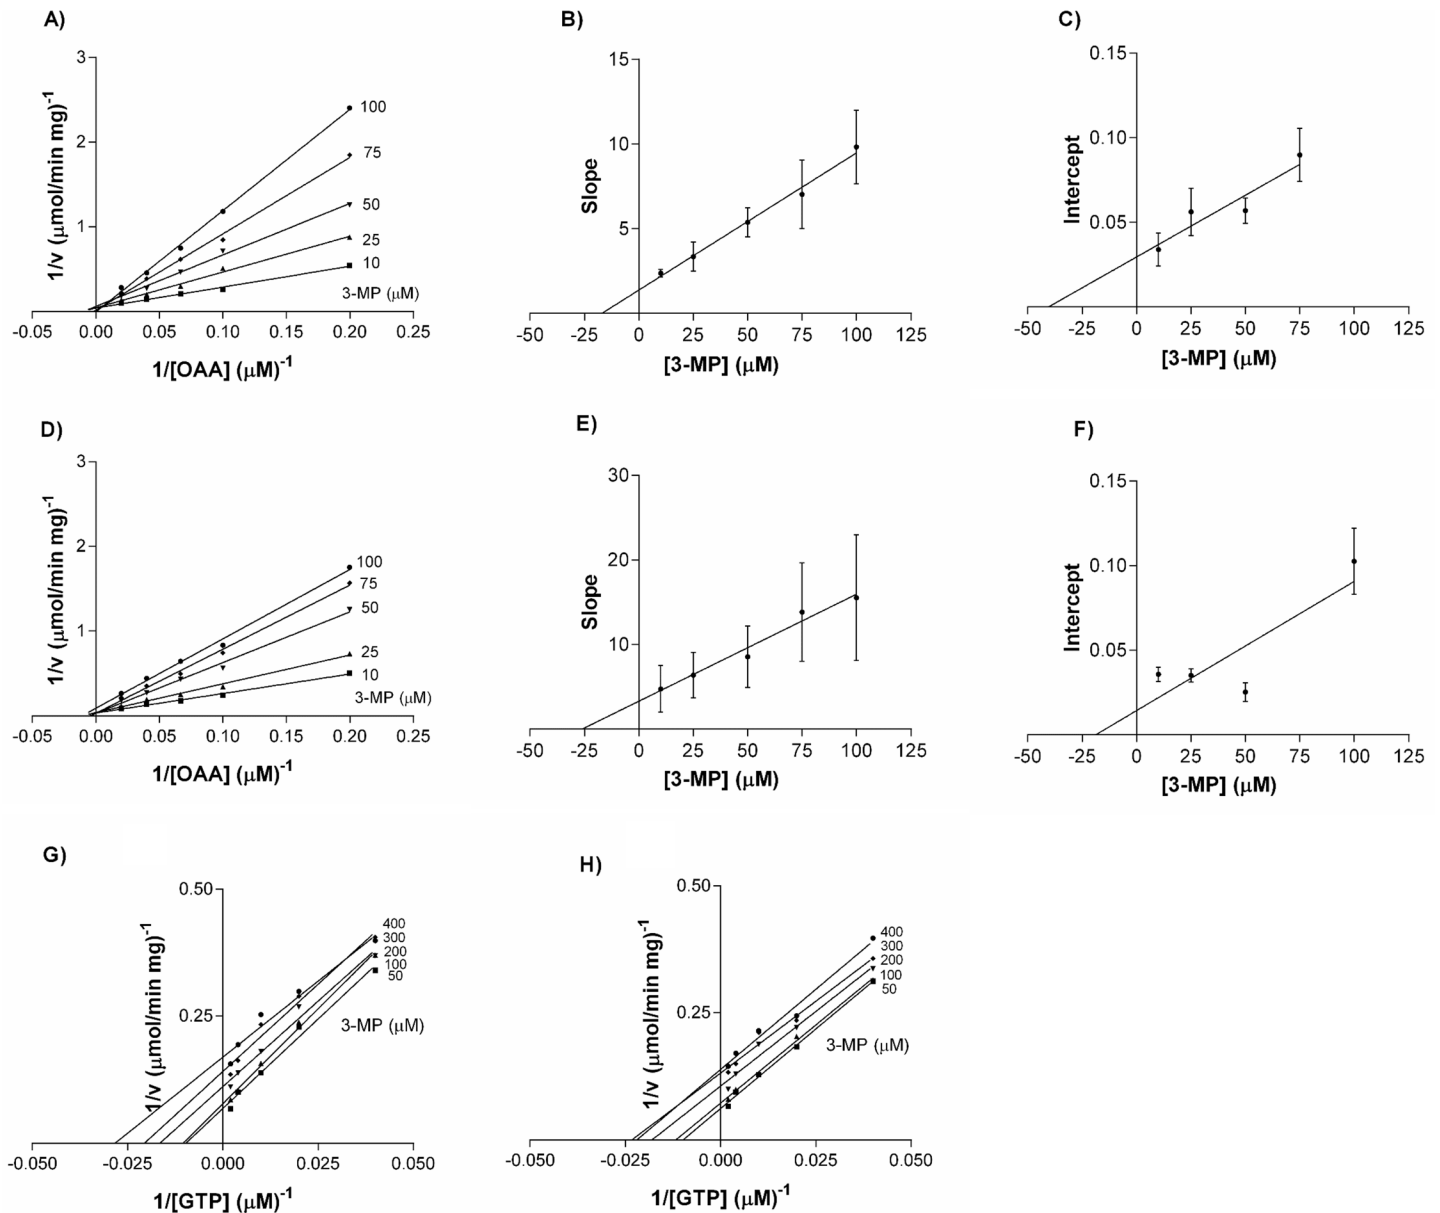 A)
3
2
1
1/v (μmol/min mg)-1
100
75
50
25
10
3-MP (μM)
-0.05 0.00 0.05 0.10 0.15 0.20 0.25
1/[OAA] (μM)-1
B)
15
10
5
Slope
-50 -25 0 25 50 75 100 125
[3-MP] (μM)
C)
0.15
0.10
0.05
Intercept
-50 -25 0 25 50 75 100 125
[3-MP] (μM)
D)
3
2
1
1/v (μmol/min mg)-1
100
75
50
25
10
3-MP (μM)
-0.05 0.00 0.05 0.10 0.15 0.20 0.25
1/[OAA] (μM)-1
E)
30
20
10
Slope
-50 -25 0 25 50 75 100 125
[3-MP] (μM)
F)
0.15
0.10
0.05
Intercept
-50 -25 0 25 50 75 100 125
[3-MP] (μM)
G)
0.50
0.25
1/v (μmol/min mg)-1
400
300
200
100
50
3-MP (μM)
-0.050 -0.025 0.000 0.025 0.050
1/[GTP] (μM)-1
H)
0.50
0.25
1/v (μmol/min mg)-1
400
300
200
100
50
3-MP (μM)
-0.050 -0.025 0.000 0.025 0.050
1/[GTP] (μM)-1